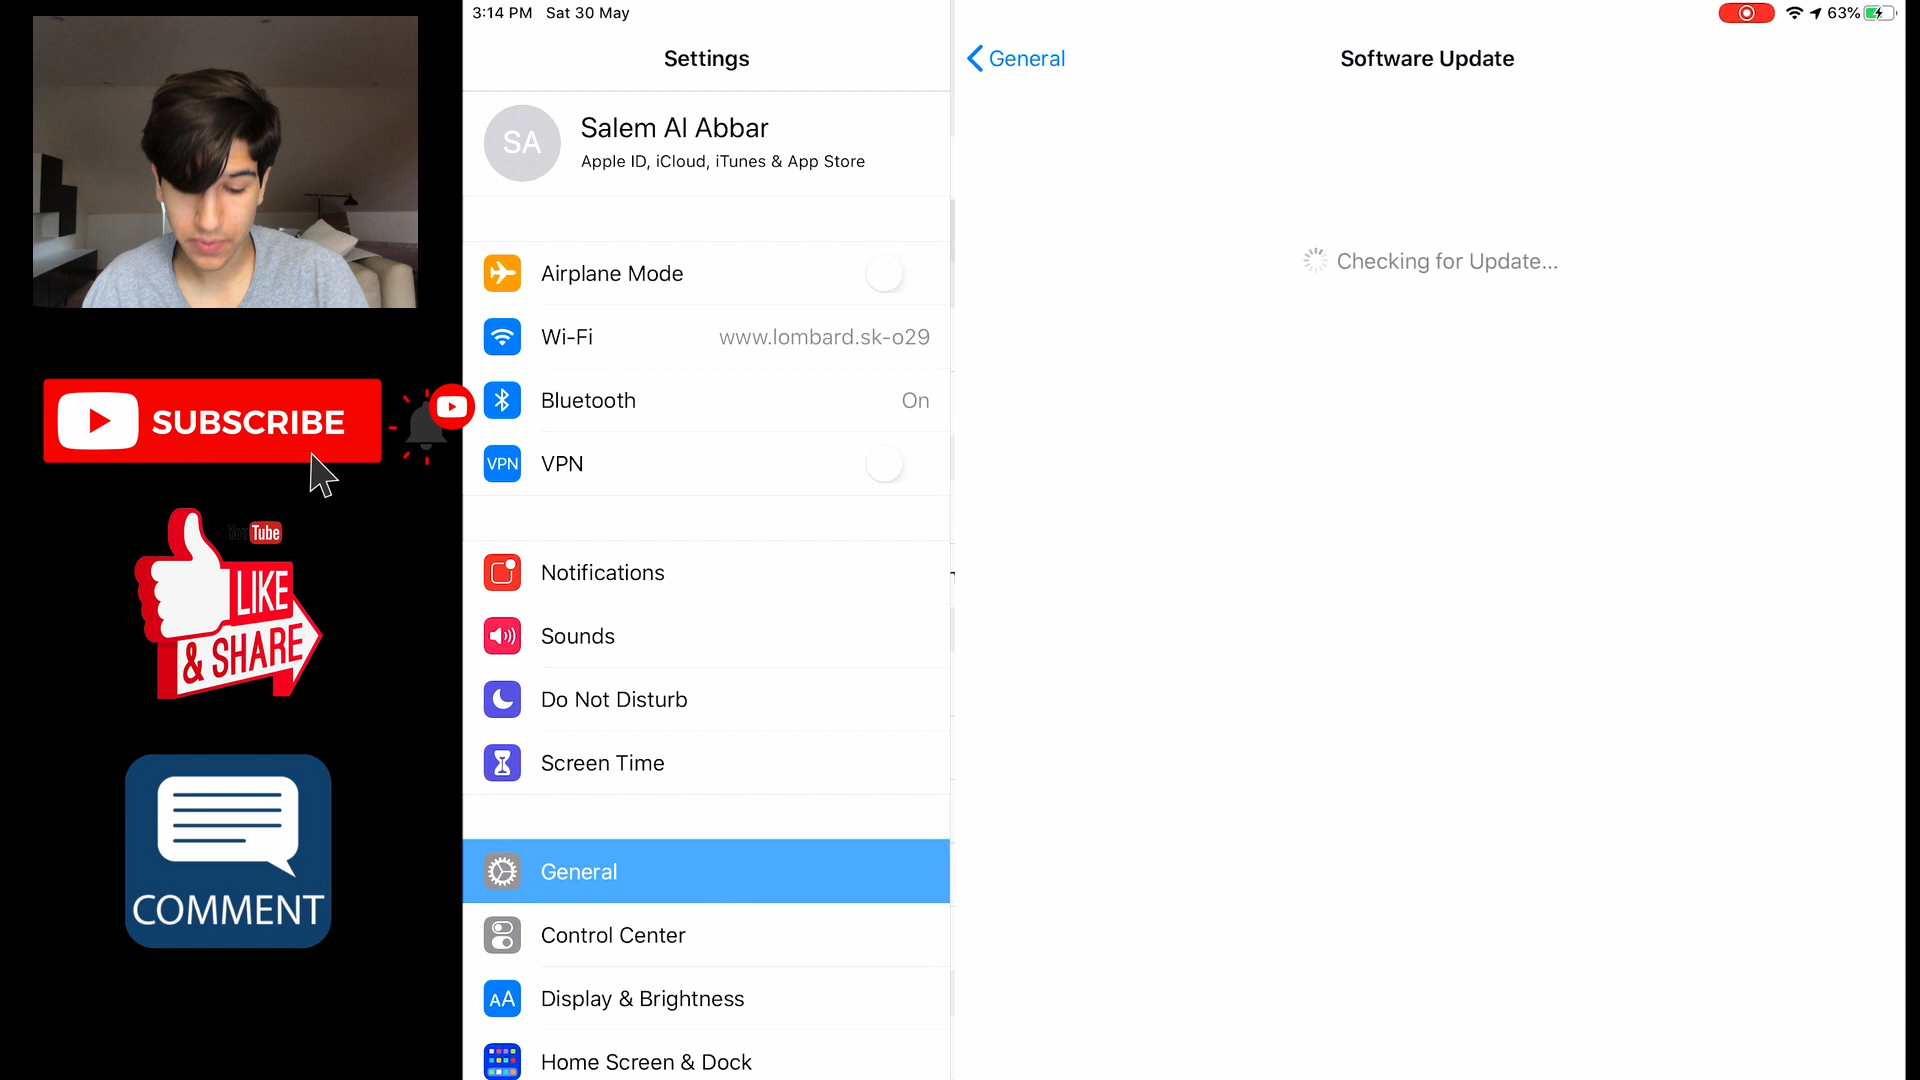 3:14 PM Sat 30 May
63%
Settings
General
Software Update
SA
Salem Al Abbar
Apple ID, iCloud, iTunes & App Store
Checking for Update...
Airplane Mode
Wi-Fi www.lombard.sk-o29
Bluetooth On
VPN VPN
Notifications
Sounds
Do Not Disturb
Screen Time
General
Control Center
AA Display & Brightness
Home Screen & Dock
SUBSCRIBE
YouTube
LIKE
& SHARE
COMMENT